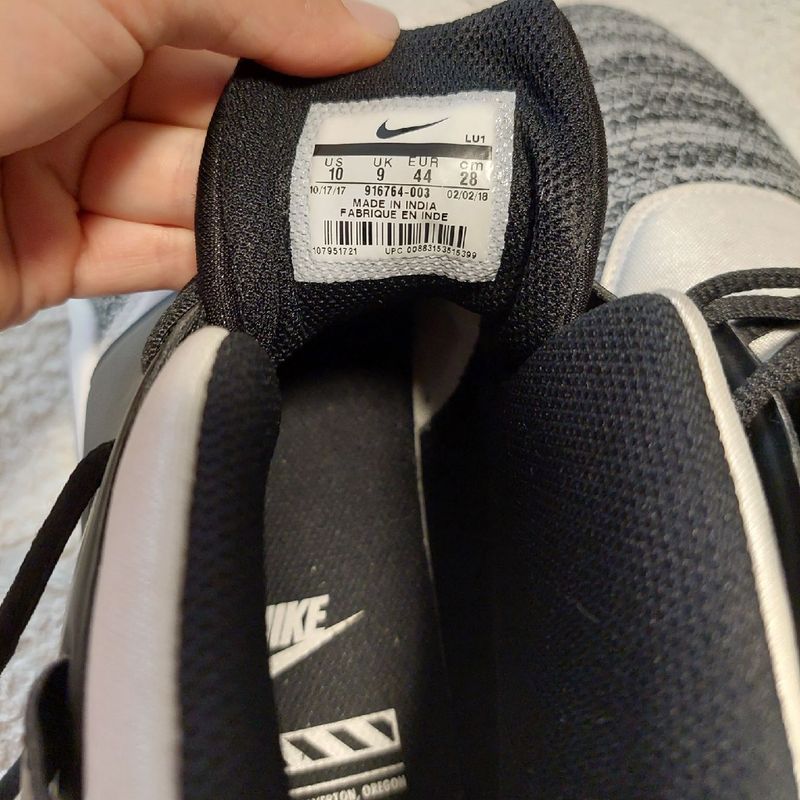 LU1
US UK EUR cm
10 9 44 28
10/17/17 916764-003 02/02/18
MADE IN INDIA
FABRIQUE EN INDE
107951721 UPC 00883153515399
NIKE
OREGON